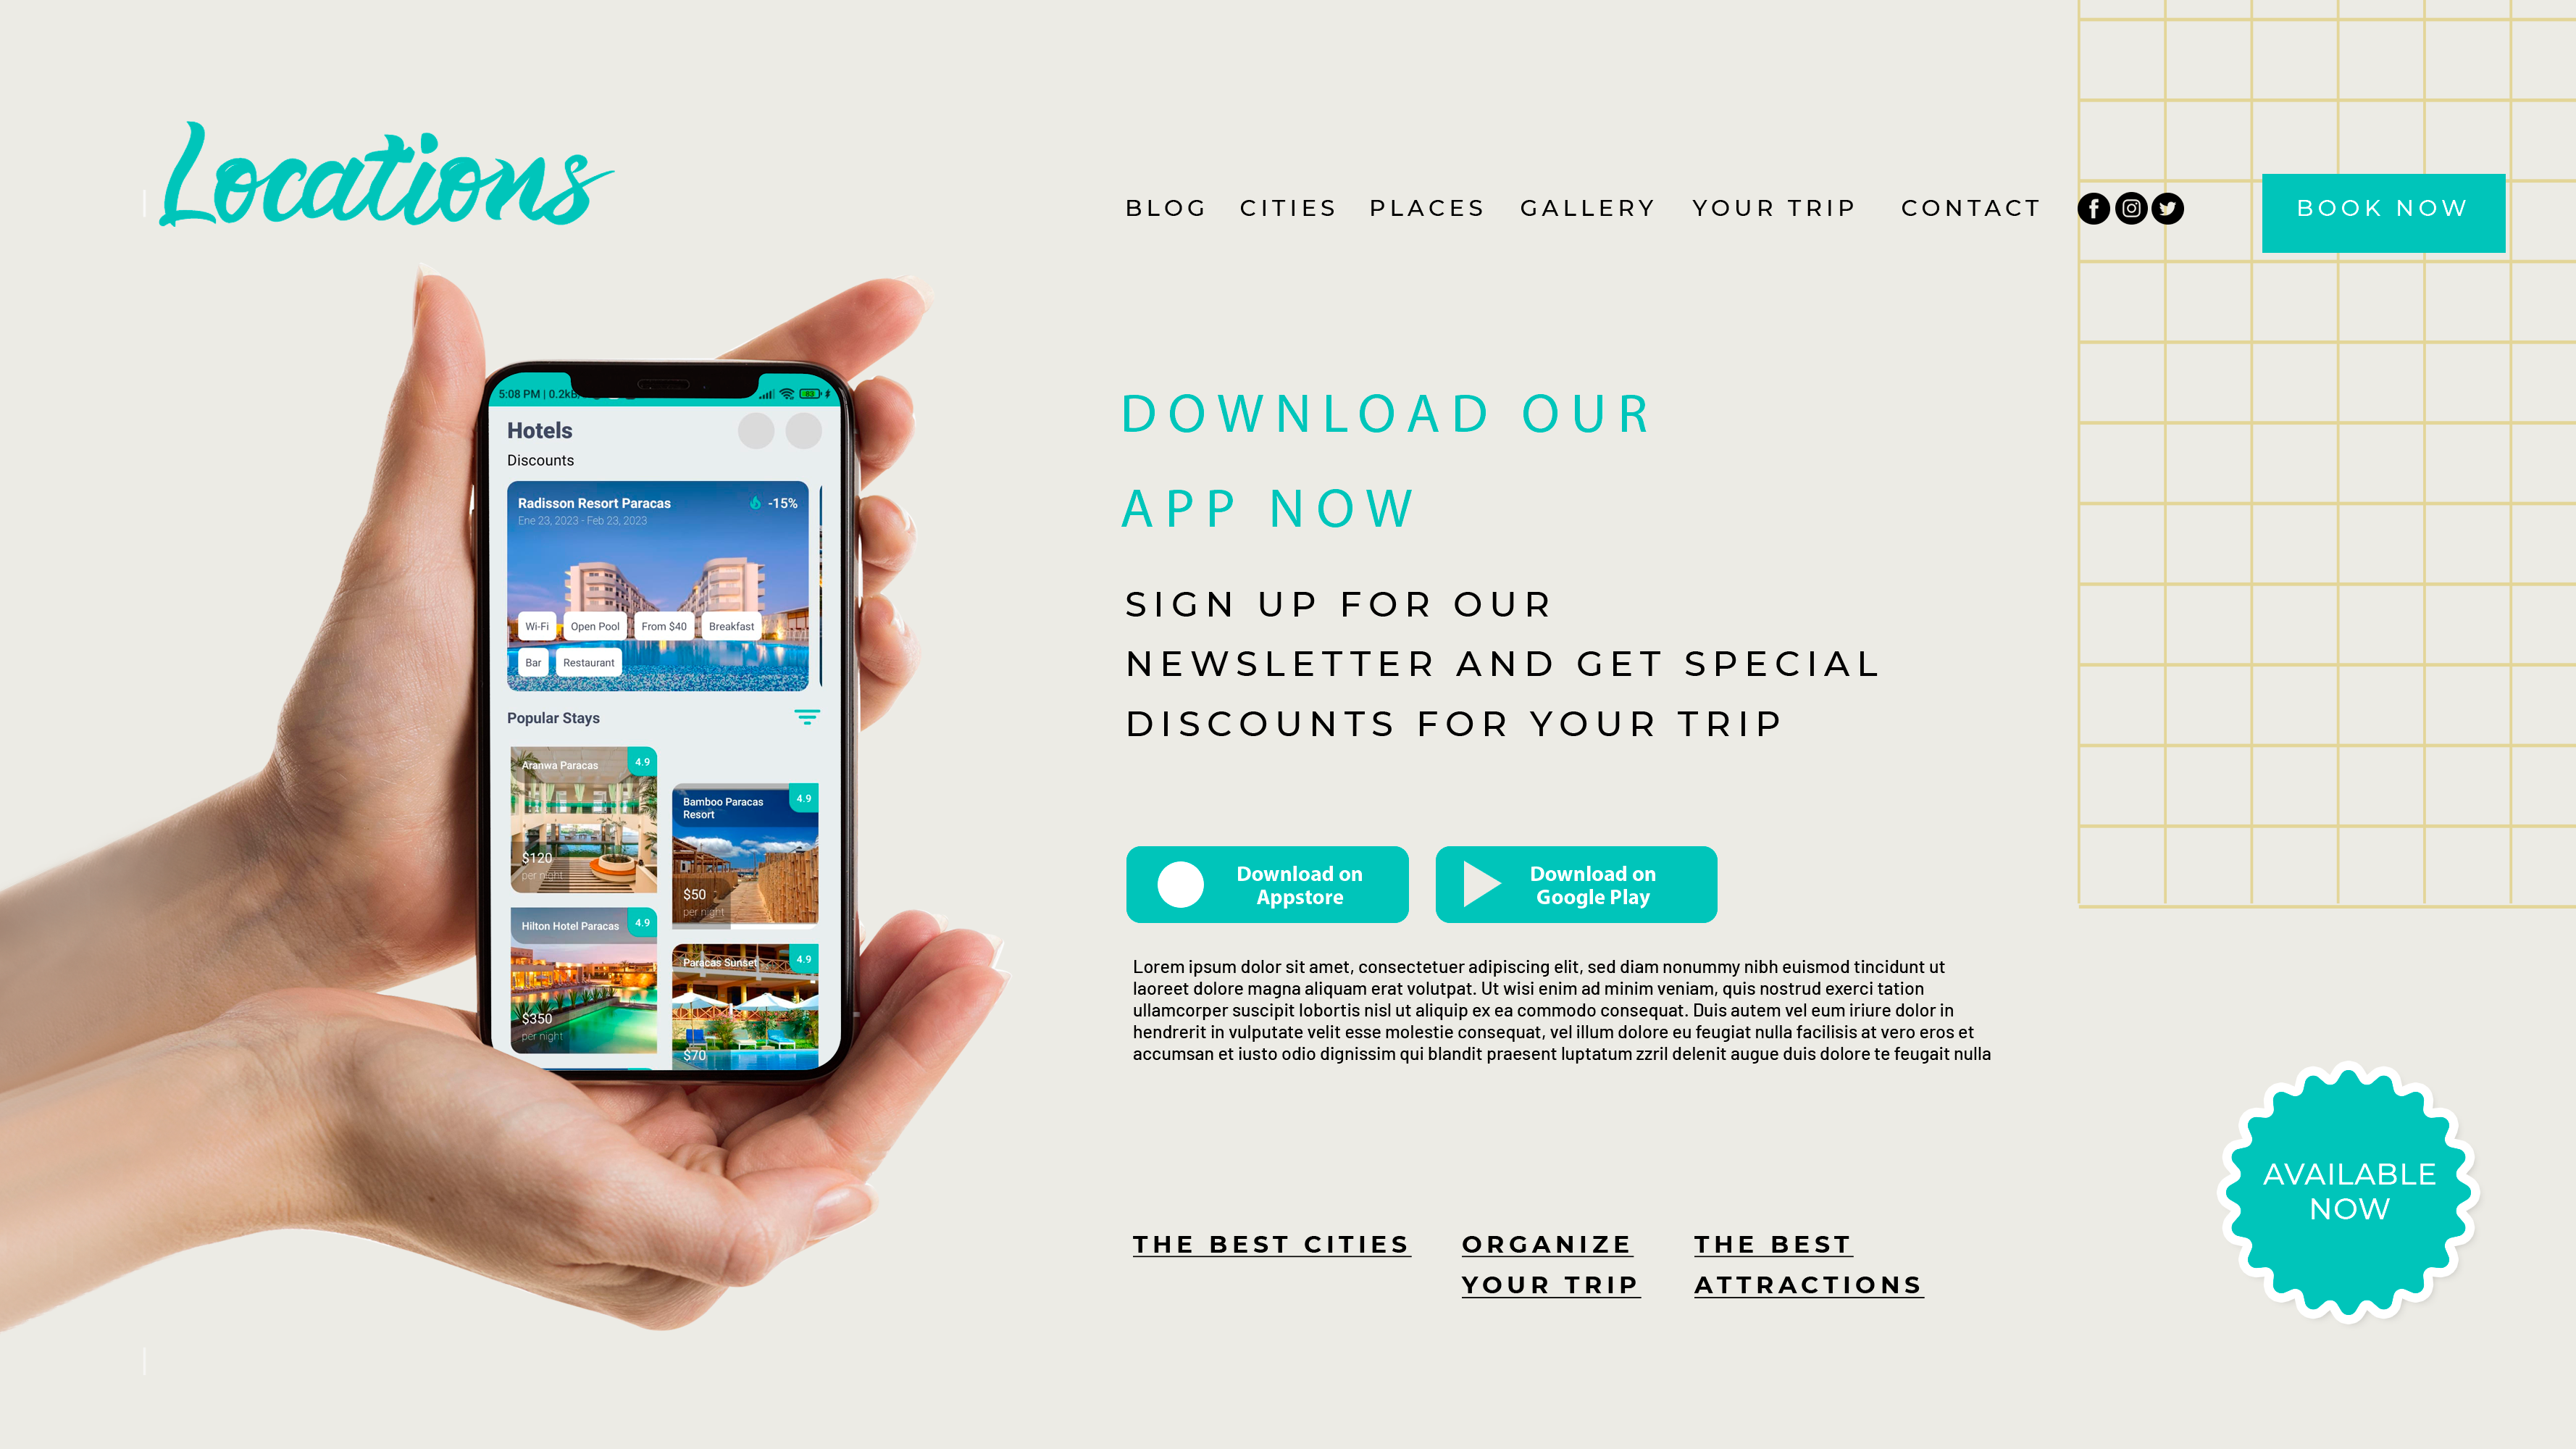 Locations
BLOG CITIES PLACES GALLERY YOUR TRIP CONTACT
BOOK NOW
5:08 PM | 0.2kB/
83
Hotels
Discounts
Radisson Resort Paracas
-15%
Ene 23, 2023 - Feb 23, 2023
Wi-Fi
Open Pool
From $40
Breakfast
Bar
Restaurant
Popular Stays
Aranwa Paracas
4.9
$120
per night
Bamboo Paracas
Resort
4.9
$50
per night
Hilton Hotel Paracas
4.9
$350
per night
Paracas Sunset
4.9
$70
DOWNLOAD OUR
APP NOW
SIGN UP FOR OUR
NEWSLETTER AND GET SPECIAL
DISCOUNTS FOR YOUR TRIP
Download on
Appstore
Download on
Google Play
Lorem ipsum dolor sit amet, consectetuer adipiscing elit, sed diam nonummy nibh euismod tincidunt ut
laoreet dolore magna aliquam erat volutpat. Ut wisi enim ad minim veniam, quis nostrud exerci tation
ullamcorper suscipit lobortis nisl ut aliquip ex ea commodo consequat. Duis autem vel eum iriure dolor in
hendrerit in vulputate velit esse molestie consequat, vel illum dolore eu feugiat nulla facilisis at vero eros et
accumsan et iusto odio dignissim qui blandit praesent luptatum zzril delenit augue duis dolore te feugait nulla
THE BEST CITIES
ORGANIZE
YOUR TRIP
THE BEST
ATTRACTIONS
AVAILABLE
NOW